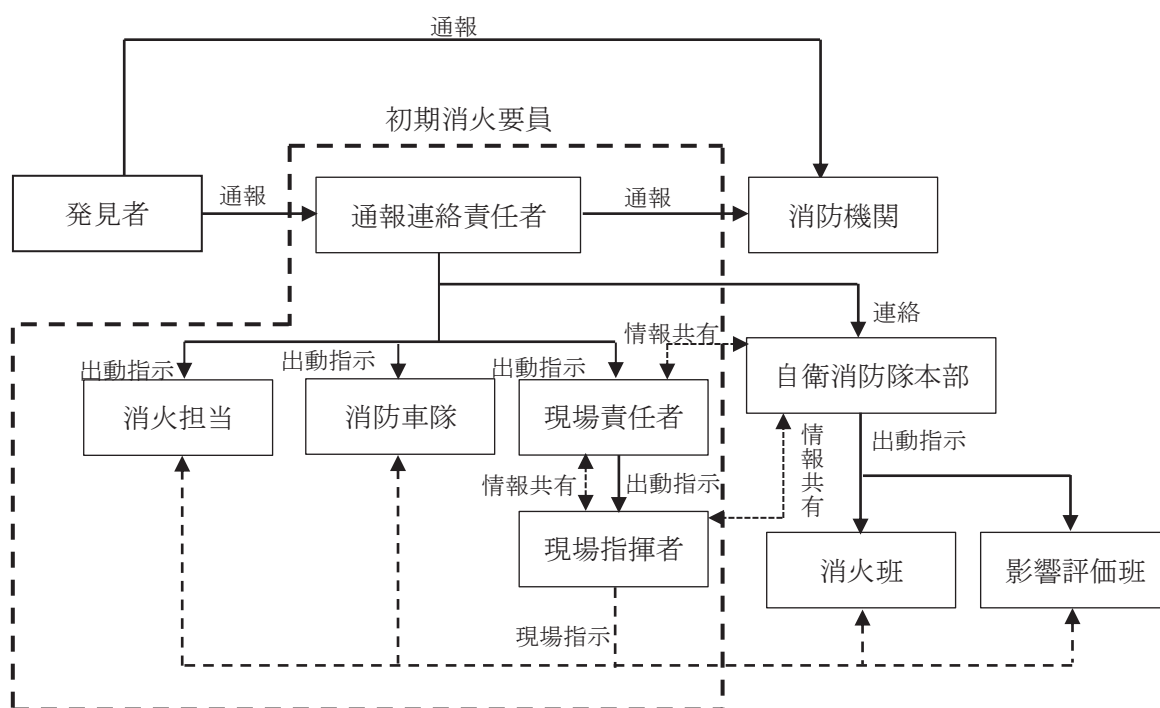 通報
初期消火要員
発見者
通報
通報連絡責任者
通報
消防機関
連絡
情報共有
出動指示
出動指示
出動指示
自衛消防隊本部
消火担当
消防車隊
現場責任者
情報共有
出動指示
情報共有
出動指示
現場指揮者
消火班
影響評価班
現場指示